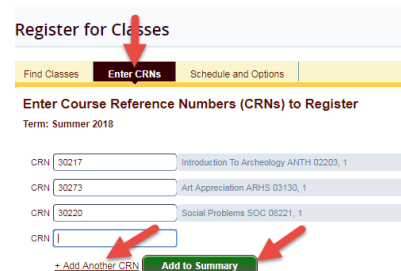 Register for Classes
Find Classes Enter CRNs Schedule and Options
Enter Course Reference Numbers (CRNs) to Register
Term: Summer 2018
CRN 30217 Introduction To Archeology ANTH 02203, 1
CRN 30273 Art Appreciation ARHS 03130, 1
CRN 30220 Social Problems SOC 08221, 1
CRN
+ Add Another CRN Add to Summary